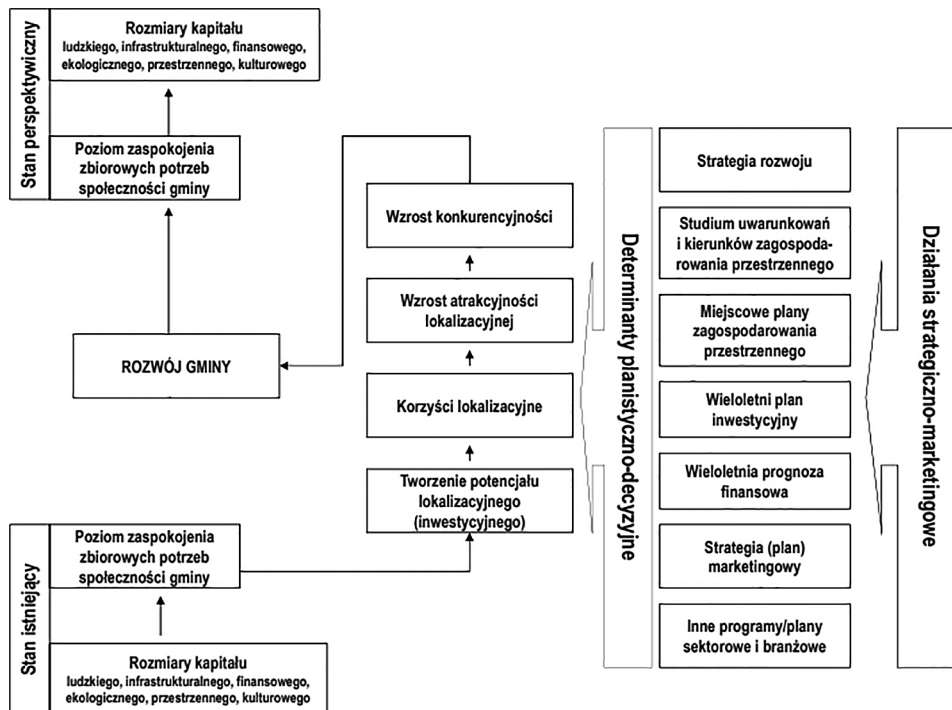 Stan perspektywiczny
Rozmiary kapitału
ludzkiego, infrastrukturalnego, finansowego,
ekologicznego, przestrzennego, kulturowego
Poziom zaspokojenia
zbiorowych potrzeb
społeczności gminy
ROZWÓJ GMINY
Stan istniejący
Poziom zaspokojenia
zbiorowych potrzeb
społeczności gminy
Rozmiary kapitału
ludzkiego, infrastrukturalnego, finansowego,
ekologicznego, przestrzennego, kulturowego
Wzrost konkurencyjności
Wzrost atrakcyjności
lokalizacyjnej
Korzyści lokalizacyjne
Tworzenie potencjału
lokalizacyjnego
(inwestycyjnego)
Determinanty planistyczno-decyzyjne
Strategia rozwoju
Studium uwarunkowań
i kierunków zagospoda-
rowania przestrzennego
Miejscowe plany
zagospodarowania
przestrzennego
Wieloletni plan
inwestycyjny
Wieloletnia prognoza
finansowa
Strategia (plan)
marketingowy
Inne programy/plany
sektorowe i branżowe
Działania strategiczno-marketingowe